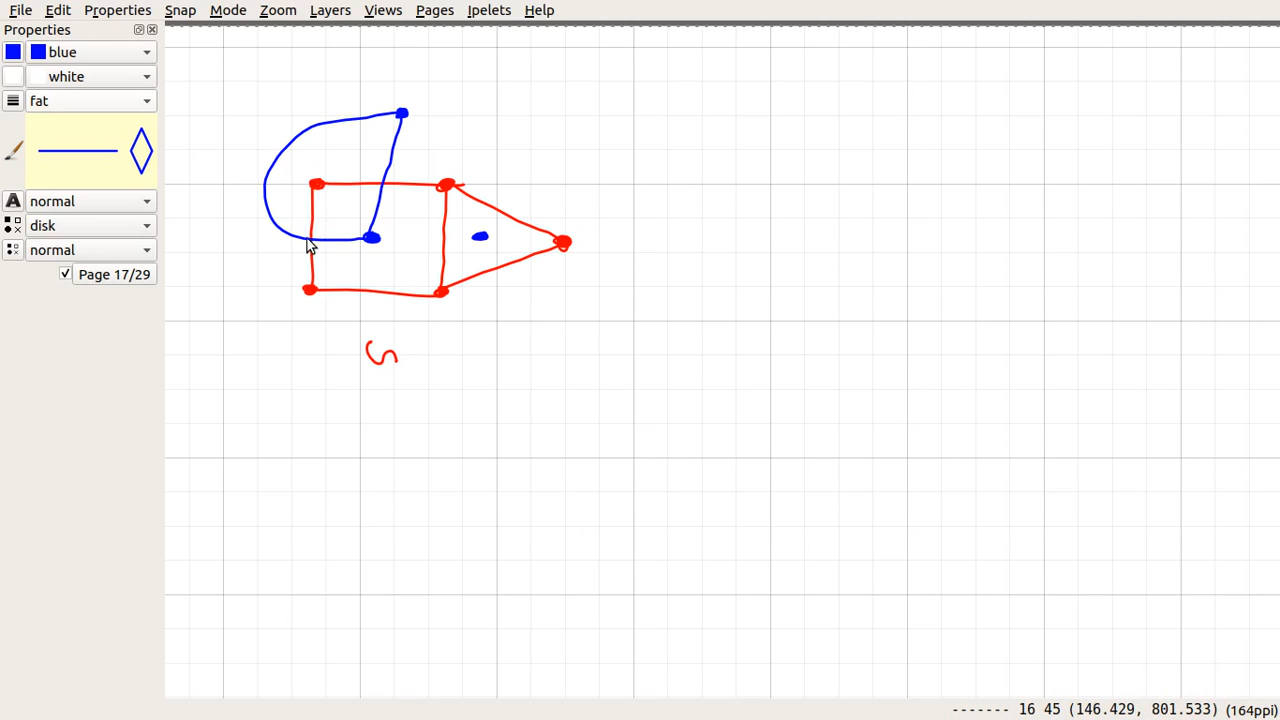 File Edit Properties Snap Mode Zoom Layers Views Pages Ipelets Help
Properties
blue
white
fat
normal
disk
normal
Page 17/29
------- 16 45 (146.429, 801.533) (164ppi)